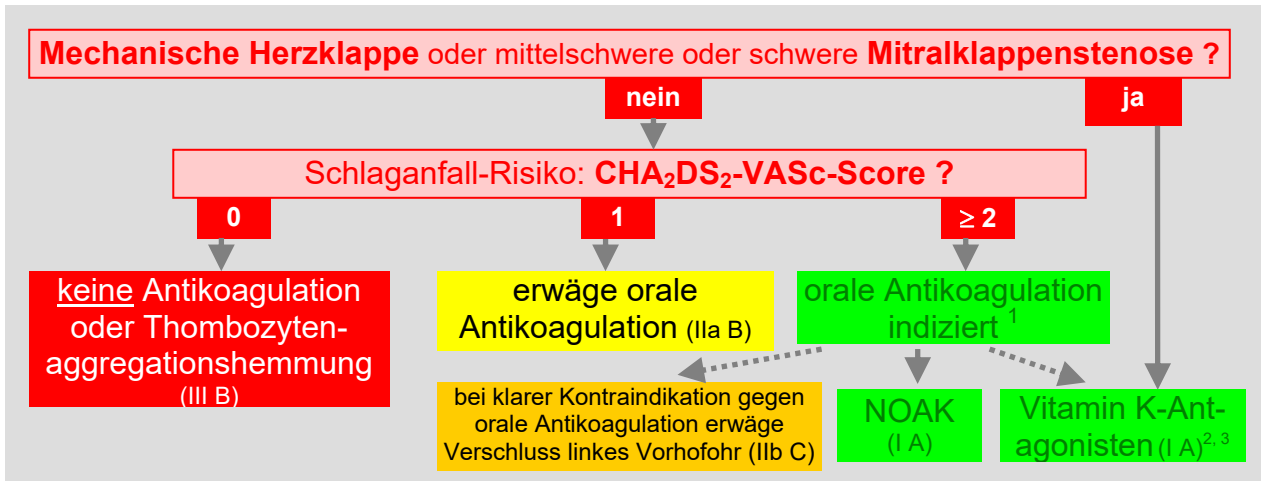 Mechanische Herzklappe oder mittelschwere oder schwere Mitralklappenstenose ?
nein
ja
Schlaganfall-Risiko: CHA₂DS₂-VASc-Score ?
0
1
≥ 2
keine Antikoagulation
oder Thombozyten-
aggregationshemmung
(III B)
erwäge orale
Antikoagulation (IIa B)
orale Antikoagulation
indiziert ¹
bei klarer Kontraindikation gegen
orale Antikoagulation erwäge
Verschluss linkes Vorhofohr (IIb C)
NOAK
(I A)
Vitamin K-Ant-
agonisten (I A)²,³